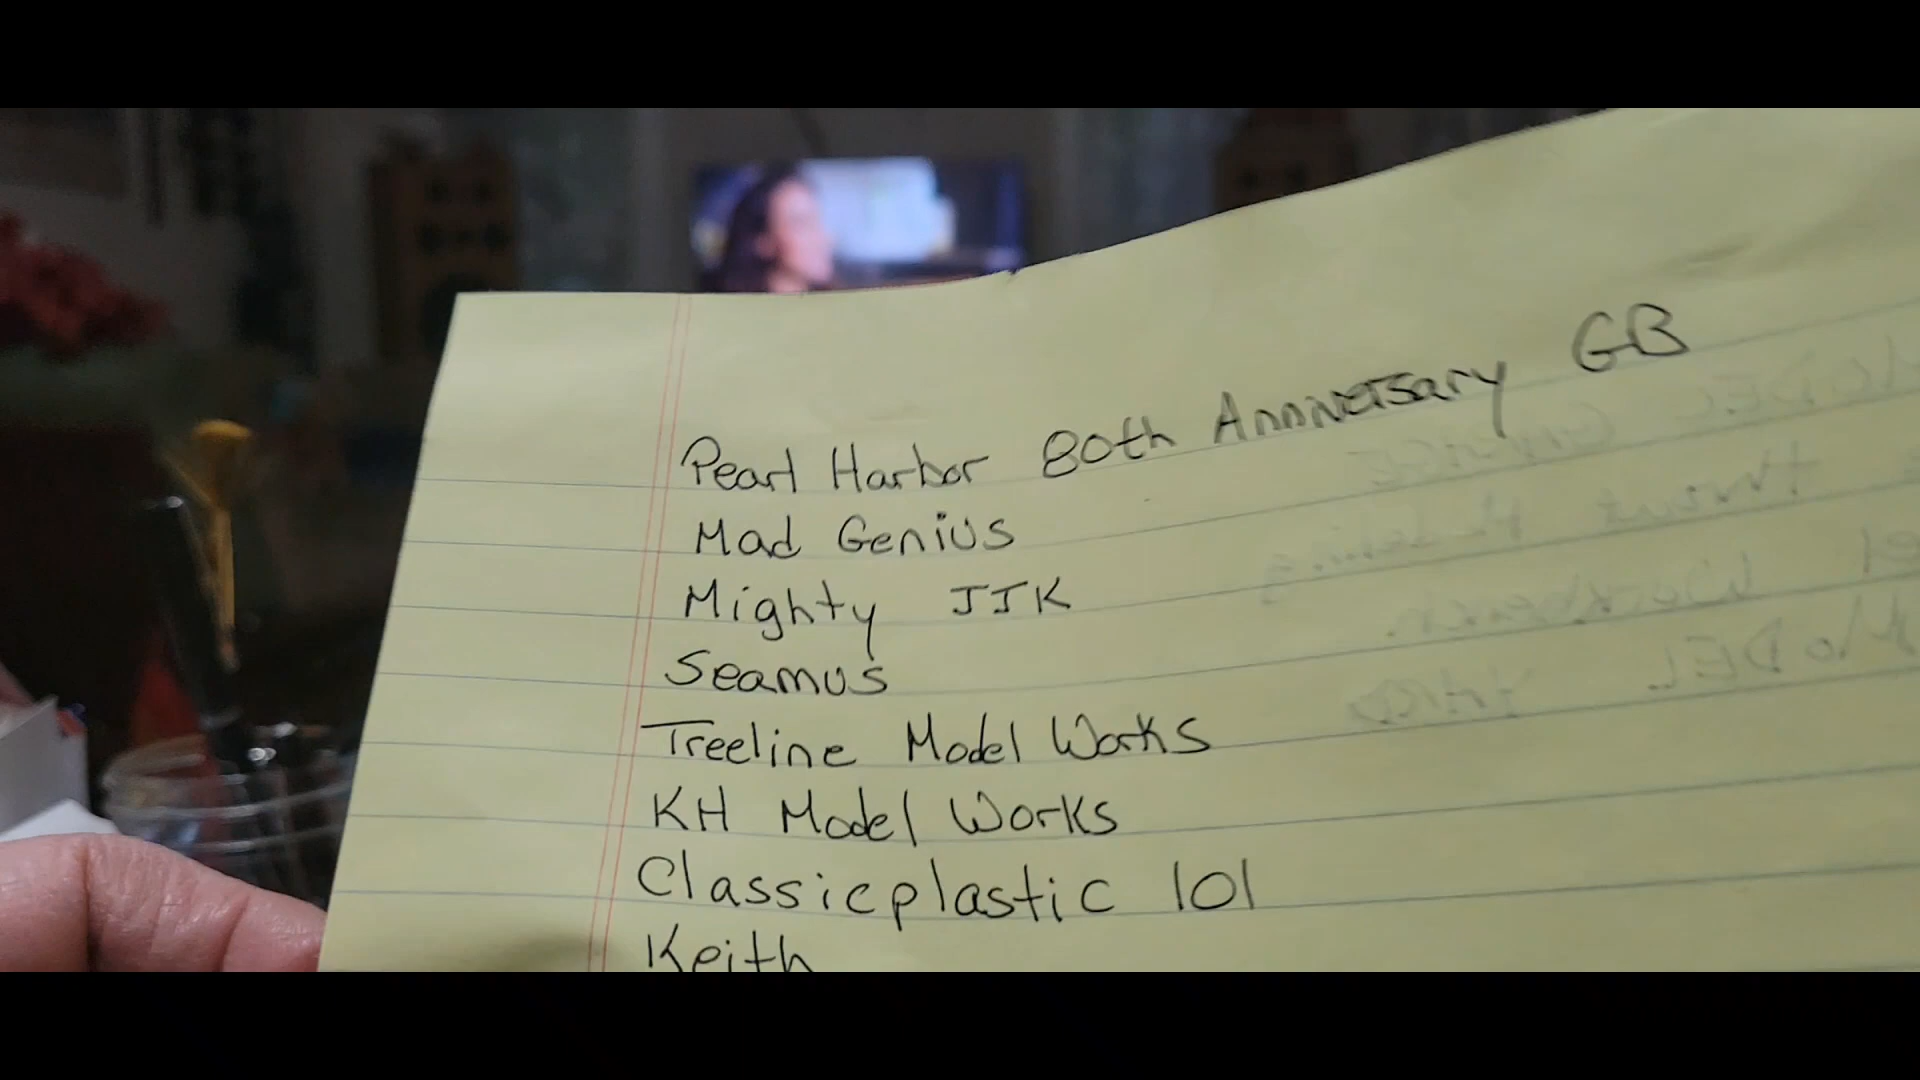 Pearl Harbor 80th Anniversary GB
Mad Genius
Mighty JJK
Seamus
Treeline Model Works
KH Model Works
Classicplastic 101
Keith